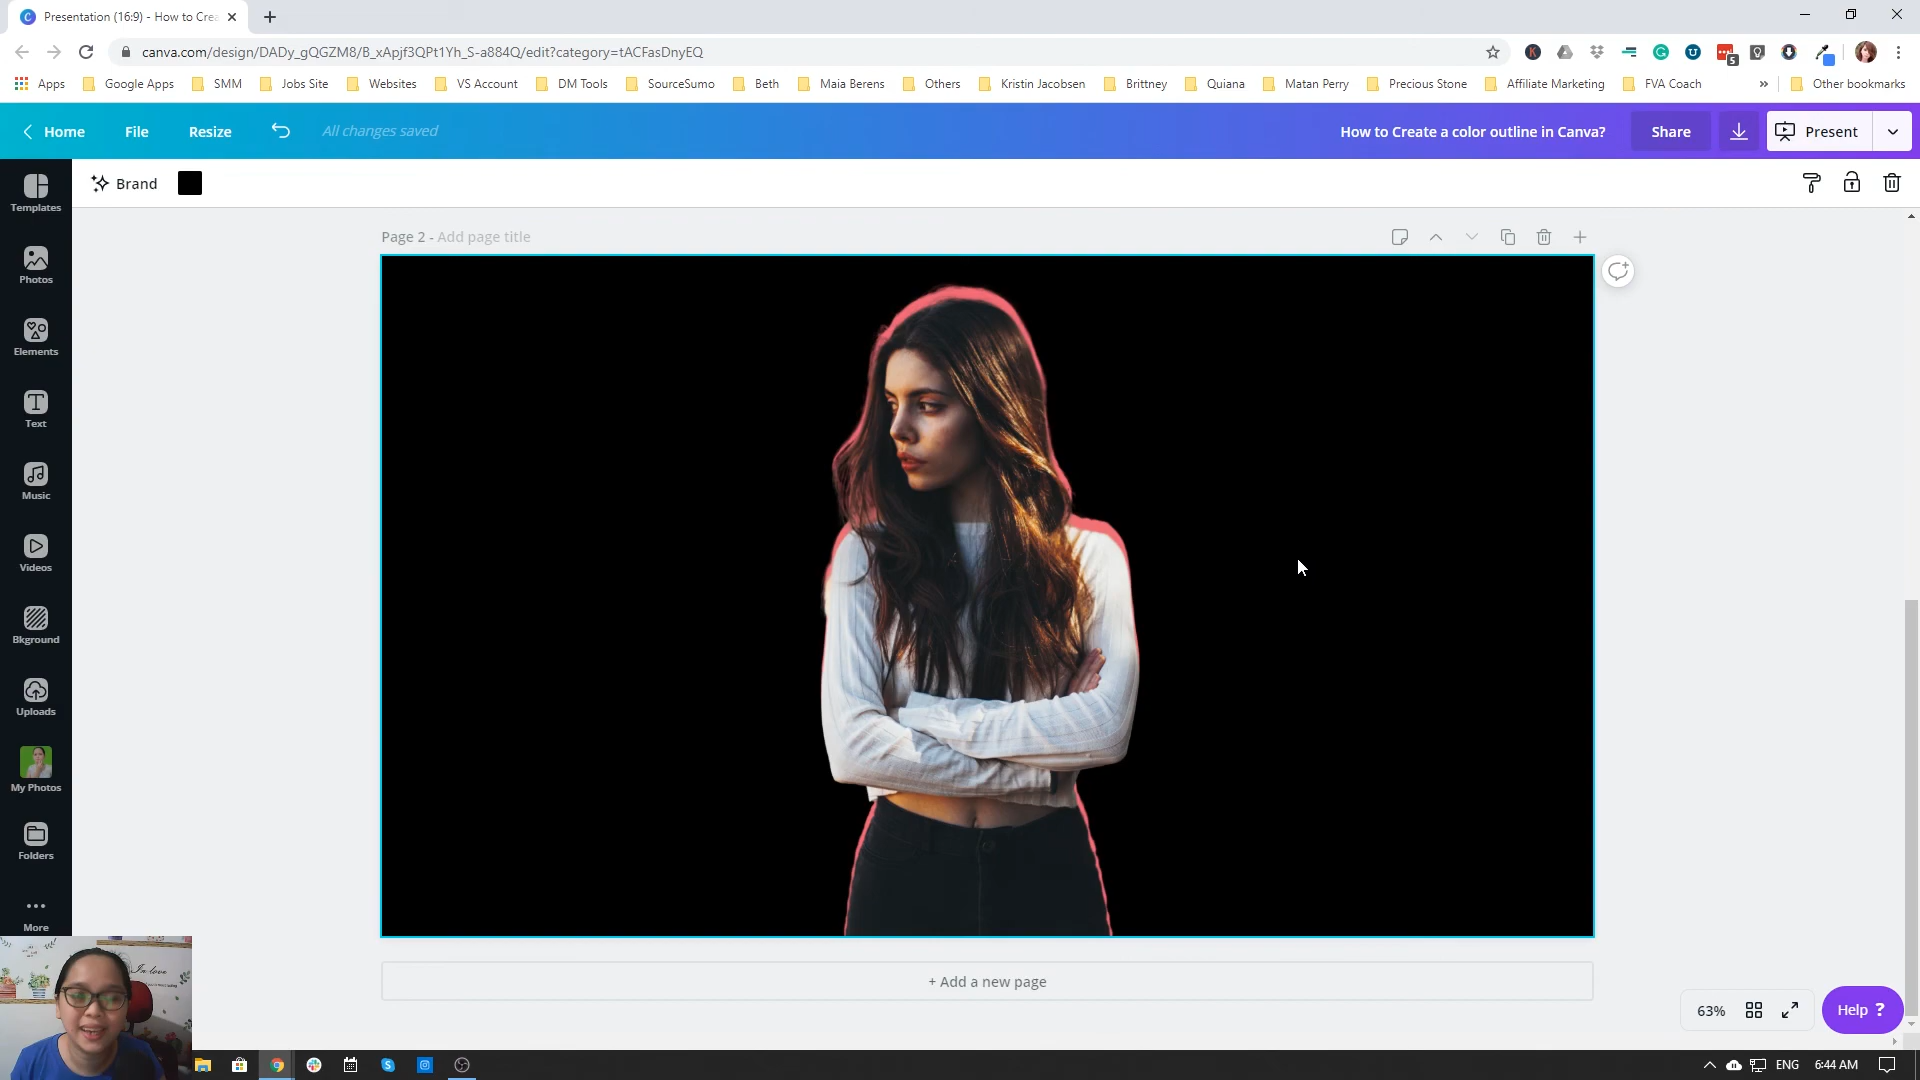 Presentation (16:9) - How to Crea
canva.com/design/DADy_gQGZM8/B_xApjf3QPt1Yh_S-a884Q/edit?category=tACFasDnyEQ
5
Apps Google Apps SMM Jobs Site Websites VS Account DM Tools SourceSumo Beth Maia Berens Others Kristin Jacobsen Brittney Quiana Matan Perry Precious Stone Affiliate Marketing FVA Coach » Other bookmarks
Home File Resize All changes saved How to Create a color outline in Canva? Share Present
Brand
Templates
Photos
Elements
Text
Music
Videos
Bkground
Uploads
My Photos
Folders
More
Page 2 - Add page title
+ Add a new page
63% Help ?
In love
ENG 6:44 AM